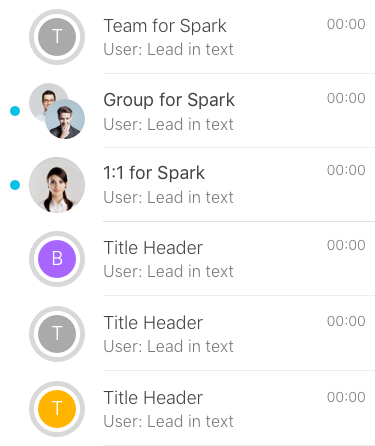 T
Team for Spark
00:00
User: Lead in text
Group for Spark
00:00
User: Lead in text
1:1 for Spark
00:00
User: Lead in text
B
Title Header
00:00
User: Lead in text
T
Title Header
00:00
User: Lead in text
T
Title Header
00:00
User: Lead in text